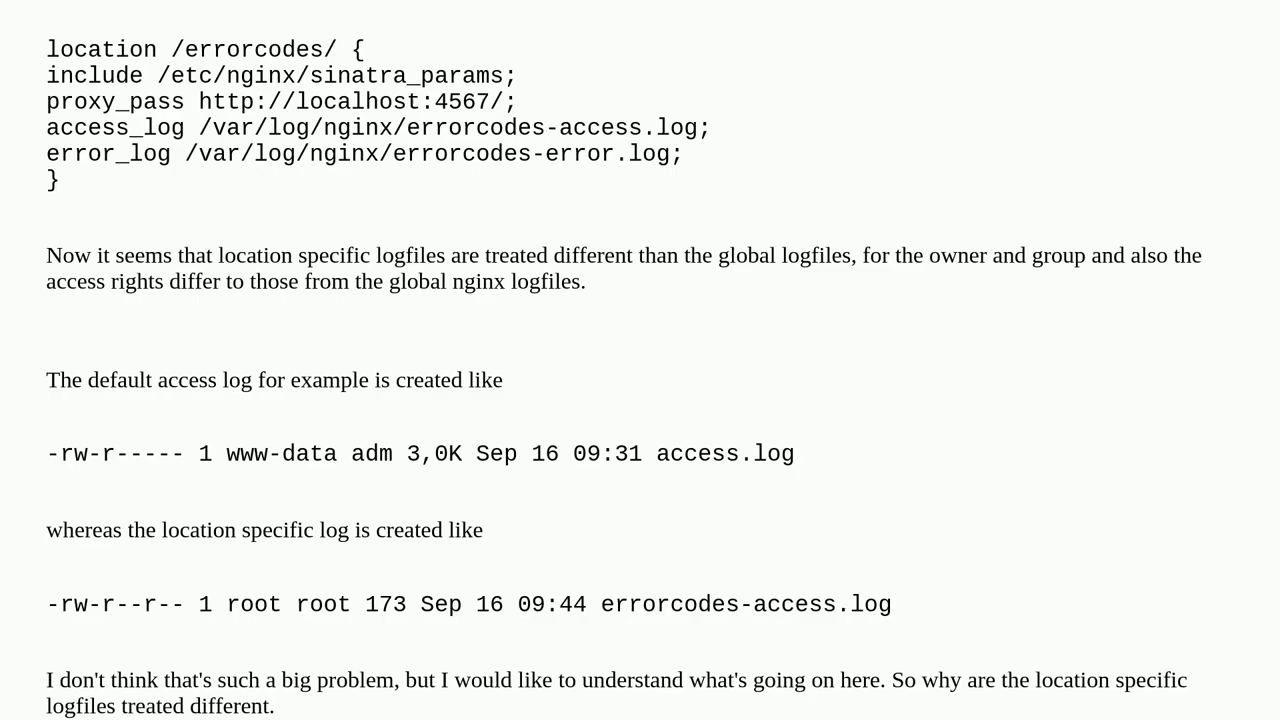 location /errorcodes/ {
include /etc/nginx/sinatra_params;
proxy_pass http://localhost:4567/;
access_log /var/log/nginx/errorcodes-access.log;
error_log /var/log/nginx/errorcodes-error.log;
}
Now it seems that location specific logfiles are treated different than the global logfiles, for the owner and group and also the
access rights differ to those from the global nginx logfiles.
The default access log for example is created like
-rw-r----- 1 www-data adm 3,0K Sep 16 09:31 access.log
whereas the location specific log is created like
-rw-r--r-- 1 root root 173 Sep 16 09:44 errorcodes-access.log
I don't think that's such a big problem, but I would like to understand what's going on here. So why are the location specific
logfiles treated different.